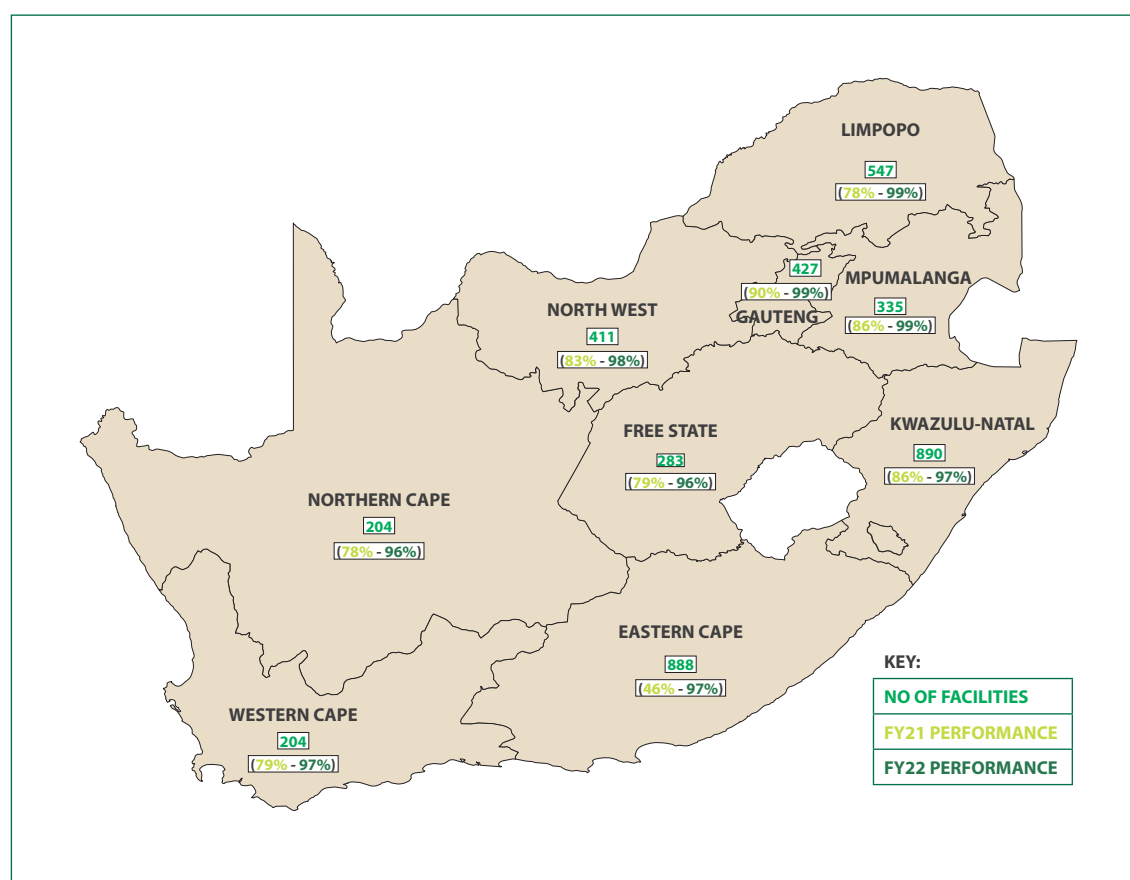 LIMPOPO
547
(78% - 99%)
427
(90% - 99%)
GAUTENG
MPUMALANGA
335
(86% - 99%)
NORTH WEST
411
(83% - 98%)
FREE STATE
283
(79% - 96%)
KWAZULU-NATAL
890
(86% - 97%)
NORTHERN CAPE
204
(78% - 96%)
EASTERN CAPE
888
(46% - 97%)
WESTERN CAPE
204
(79% - 97%)
KEY:
NO OF FACILITIES
FY21 PERFORMANCE
FY22 PERFORMANCE